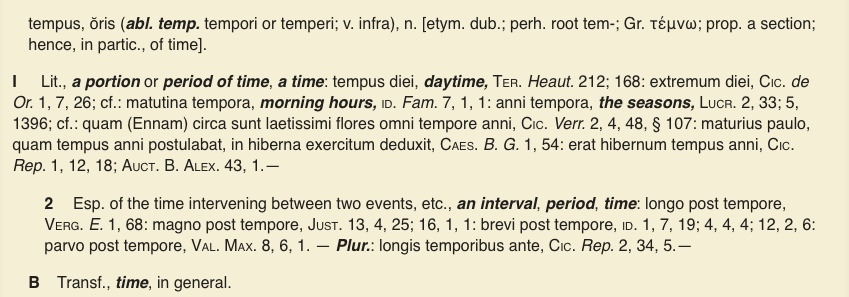 tempus, ŏris (abl. temp. tempori or temperi; v. infra), n. [etym. dub.; perh. root tem-; Gr. τέμνω; prop. a section;
hence, in partic., of time].
I Lit., a portion or period of time, a time: tempus diei, daytime, Ter. Heaut. 212; 168: extremum diei, Cic. de
Or. 1, 7, 26; cf.: matutina tempora, morning hours, id. Fam. 7, 1, 1: anni tempora, the seasons, Lucr. 2, 33; 5,
1396; cf.: quam (Ennam) circa sunt laetissimi flores omni tempore anni, Cic. Verr. 2, 4, 48, § 107: maturius paulo,
quam tempus anni postulabat, in hiberna exercitum deduxit, Caes. B. G. 1, 54: erat hibernum tempus anni, Cic.
Rep. 1, 12, 18; Auct. B. Alex. 43, 1.—
2 Esp. of the time intervening between two events, etc., an interval, period, time: longo post tempore,
Verg. E. 1, 68: magno post tempore, Just. 13, 4, 25; 16, 1, 1: brevi post tempore, id. 1, 7, 19; 4, 4, 4; 12, 2, 6:
parvo post tempore, Val. Max. 8, 6, 1. — Plur.: longis temporibus ante, Cic. Rep. 2, 34, 5.—
B Transf., time, in general.